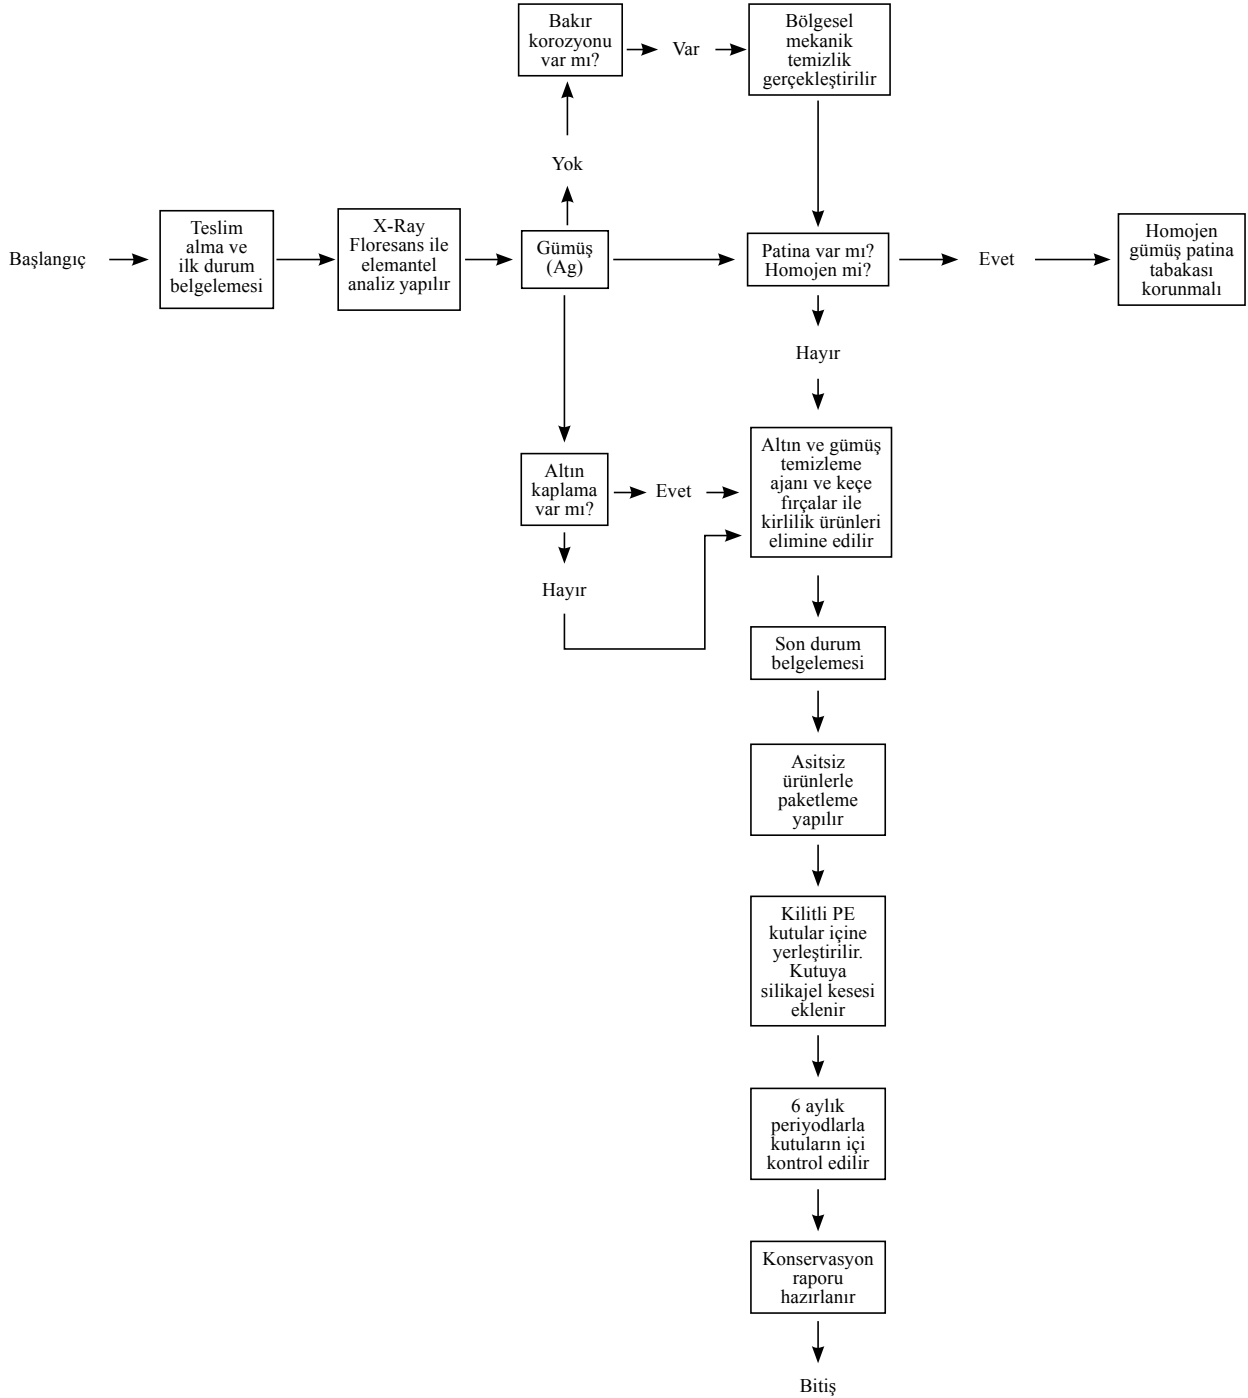 Bakır
korozyonu
var mı?
Var
Bölgesel
mekanik
temizlik
gerçekleştirilir
Yok
Başlangıç
Teslim
alma ve
ilk durum
belgelemesi
X-Ray
Floresans ile
elemantel
analiz yapılır
Gümüş
(Ag)
Patina var mı?
Homojen mi?
Evet
Homojen
gümüş patina
tabakası
korunmalı
Hayır
Altın
kaplama
var mı?
Evet
Altın ve gümüş
temizleme
ajanı ve keçe
fırçalar ile
kirlilik ürünleri
elimine edilir
Hayır
Son durum
belgelemesi
Asitsiz
ürünlerle
paketleme
yapılır
Kilitli PE
kutular içine
yerleştirilir.
Kutuya
silikajel kesesi
eklenir
6 aylık
periyodlarla
kutuların içi
kontrol edilir
Konservasyon
raporu
hazırlanır
Bitiş